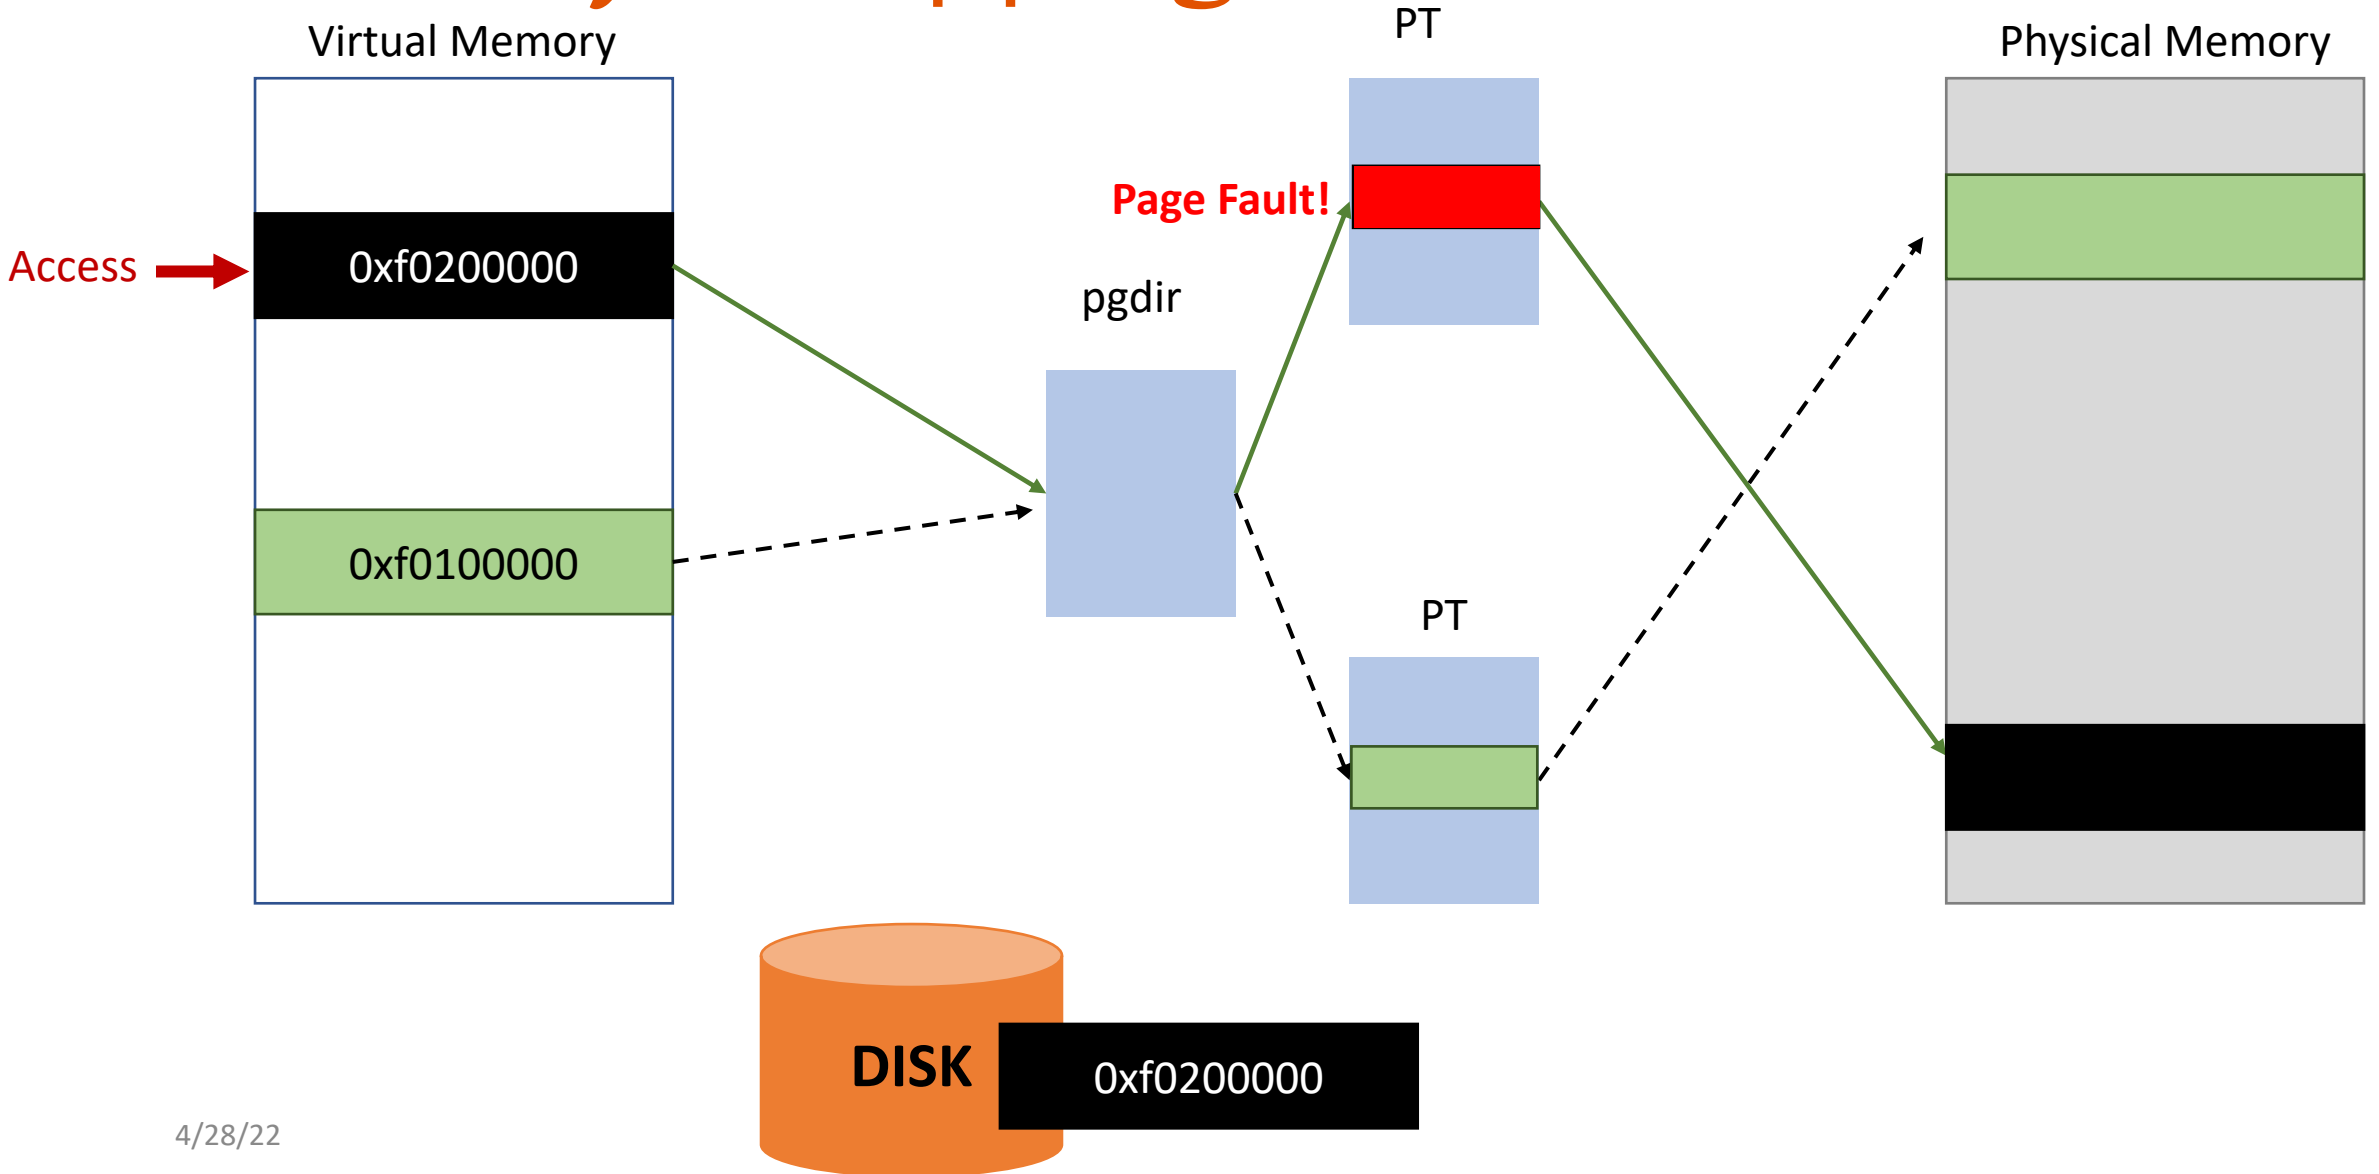 Virtual Memory
PT
Physical Memory
Page Fault!
Access
0xf0200000
pgdir
0xf0100000
PT
DISK
0xf0200000
4/28/22